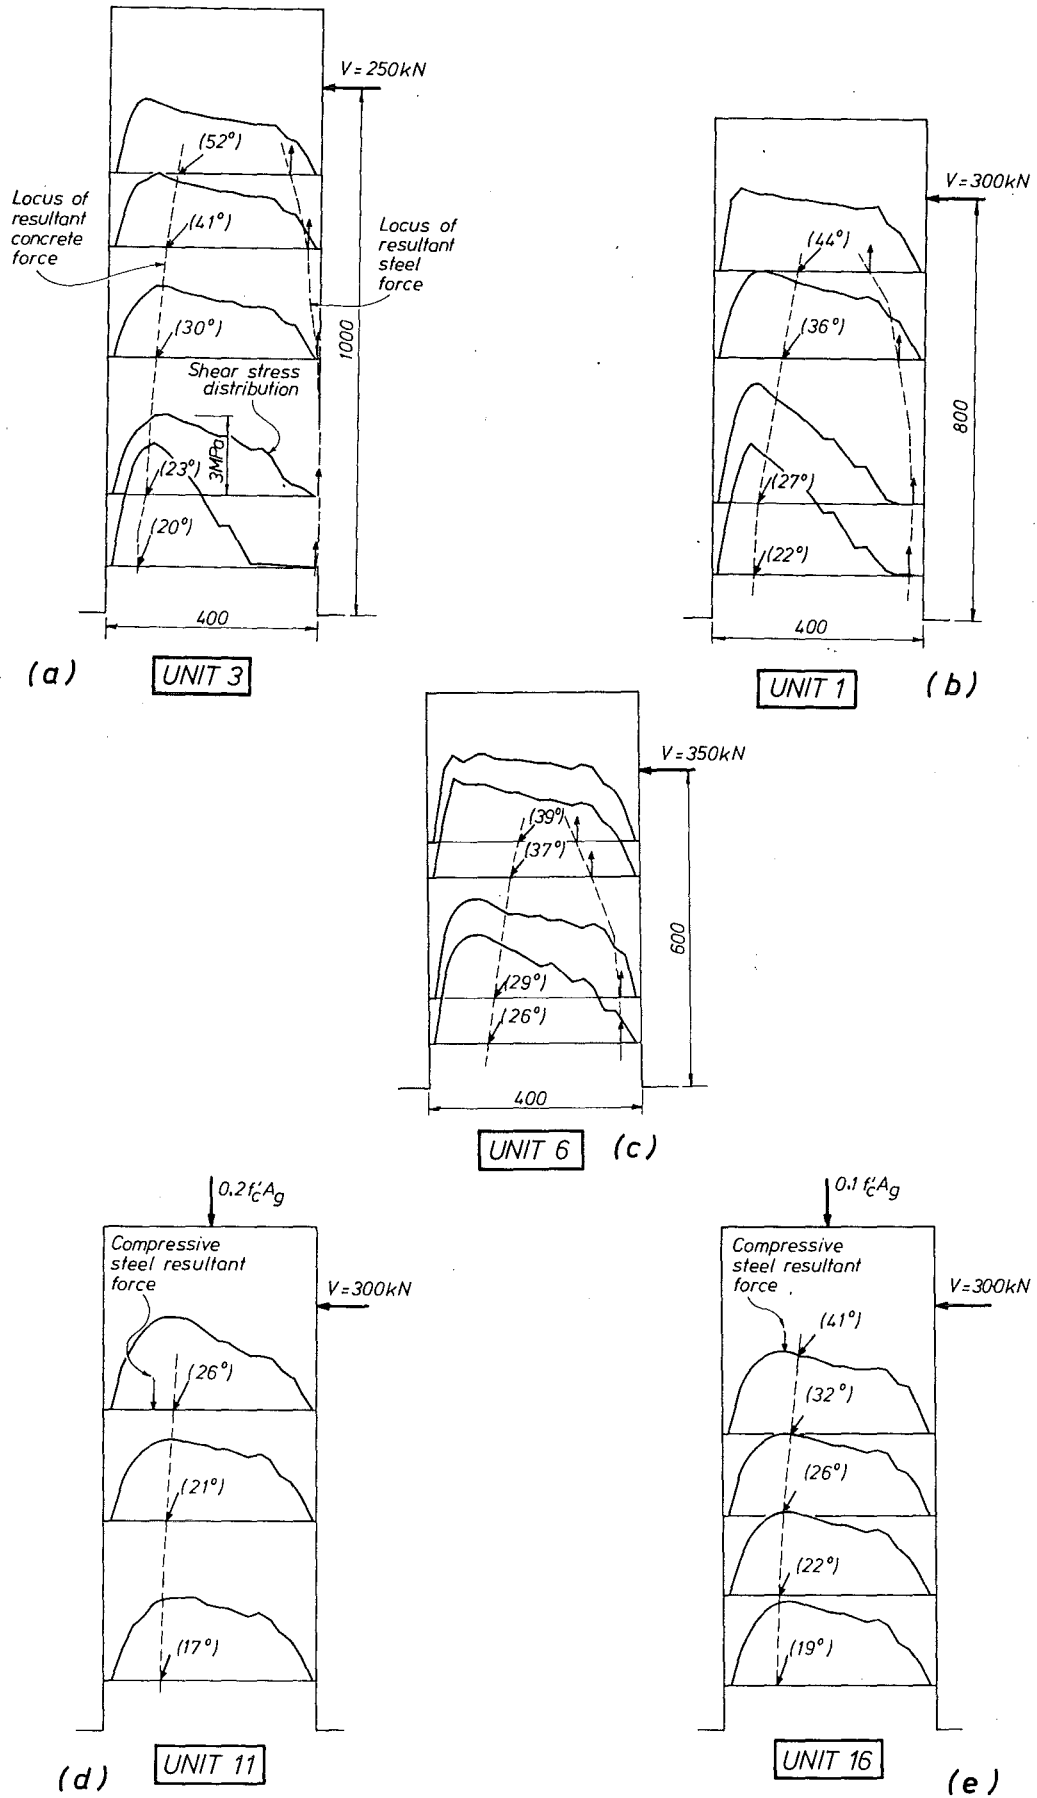 V = 250kN
(52°)
Locus of
resultant
concrete
force
(41°)
Locus of
resultant
steel
force
(30°)
Shear stress
distribution
3MPa
(23°)
(20°)
1000
400
(a)
UNIT 3
V = 300kN
(44°)
(36°)
(27°)
(22°)
800
400
UNIT 1
(b)
V = 350kN
(39°)
(37°)
(29°)
(26°)
600
400
UNIT 6
(c)
0.2f'cAg
Compressive
steel resultant
force
V = 300kN
(26°)
(21°)
(17°)
(d)
UNIT 11
0.1f'cAg
Compressive
steel resultant
force
V = 300kN
(41°)
(32°)
(26°)
(22°)
(19°)
UNIT 16
(e)